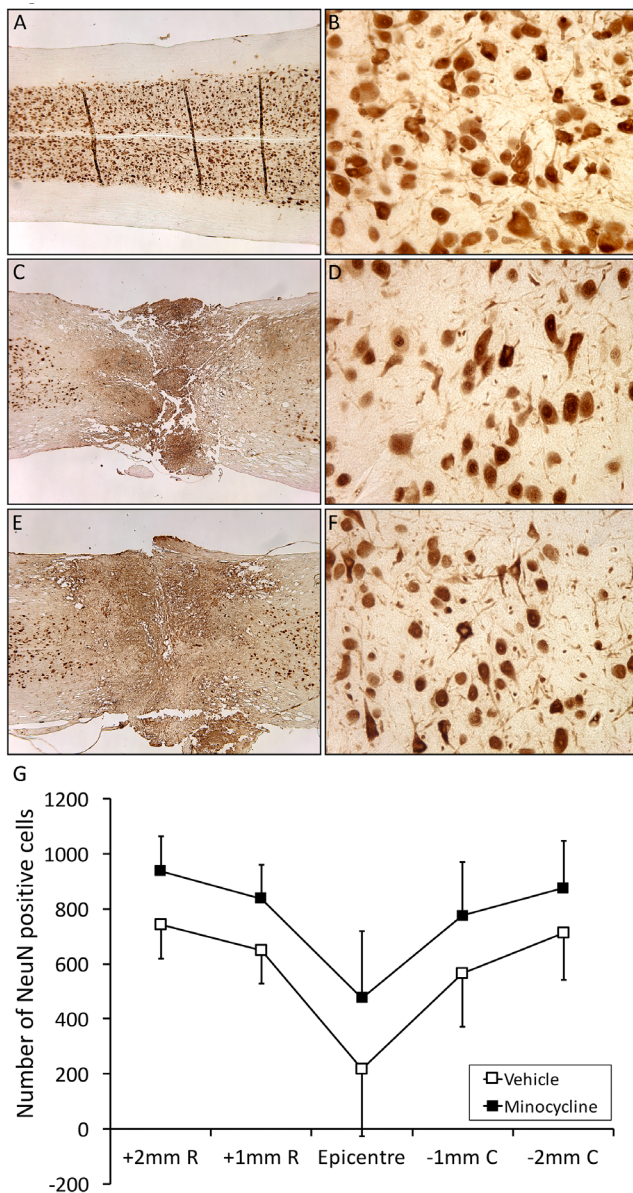 A
B
C
D
E
F
G
Number of NeuN positive cells
1200
1000
800
600
400
200
0
-200
+2mm R
+1mm R
Epicentre
-1mm C
-2mm C
Vehicle
Minocycline